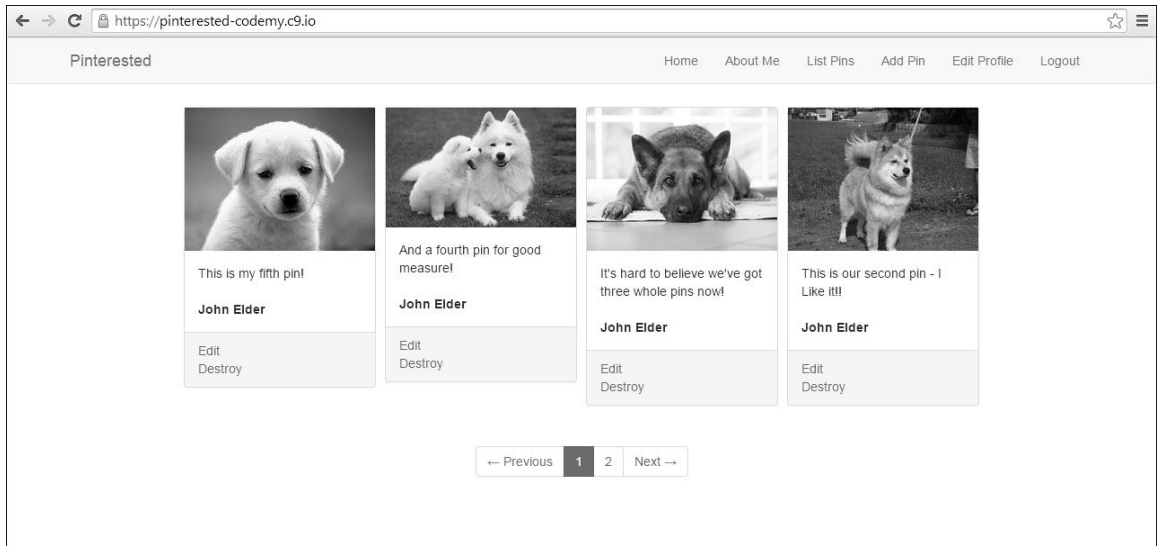 https://pinterested-codemy.c9.io
Pinterested
Home About Me List Pins Add Pin Edit Profile Logout
This is my fifth pin!
John Elder
Edit
Destroy
And a fourth pin for good
measure!
John Elder
Edit
Destroy
It's hard to believe we've got
three whole pins now!
John Elder
Edit
Destroy
This is our second pin - I
Like it!!
John Elder
Edit
Destroy
← Previous 1 2 Next →